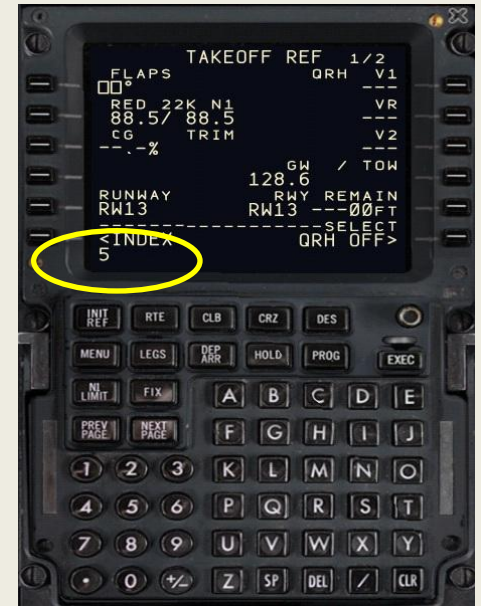 TAKEOFF REF 1/2
FLAPS QRH V1
□□° ---
RED 22K N1 VR
88.5/ 88.5 ---
CG TRIM V2
--.-% ---
GW / TOW
128.6
RUNWAY RWY REMAIN
RW13 RW13 ---00FT
--------------------SELECT
<INDEX QRH OFF>
5
INIT REF RTE CLB CRZ DES
MENU LEGS DEP ARR HOLD PROG EXEC
N1 LIMIT FIX A B C D E
PREV PAGE NEXT PAGE F G H I J
1 2 3 K L M N O
4 5 6 P Q R S T
7 8 9 U V W X Y
. 0 +/- Z SP DEL / CLR